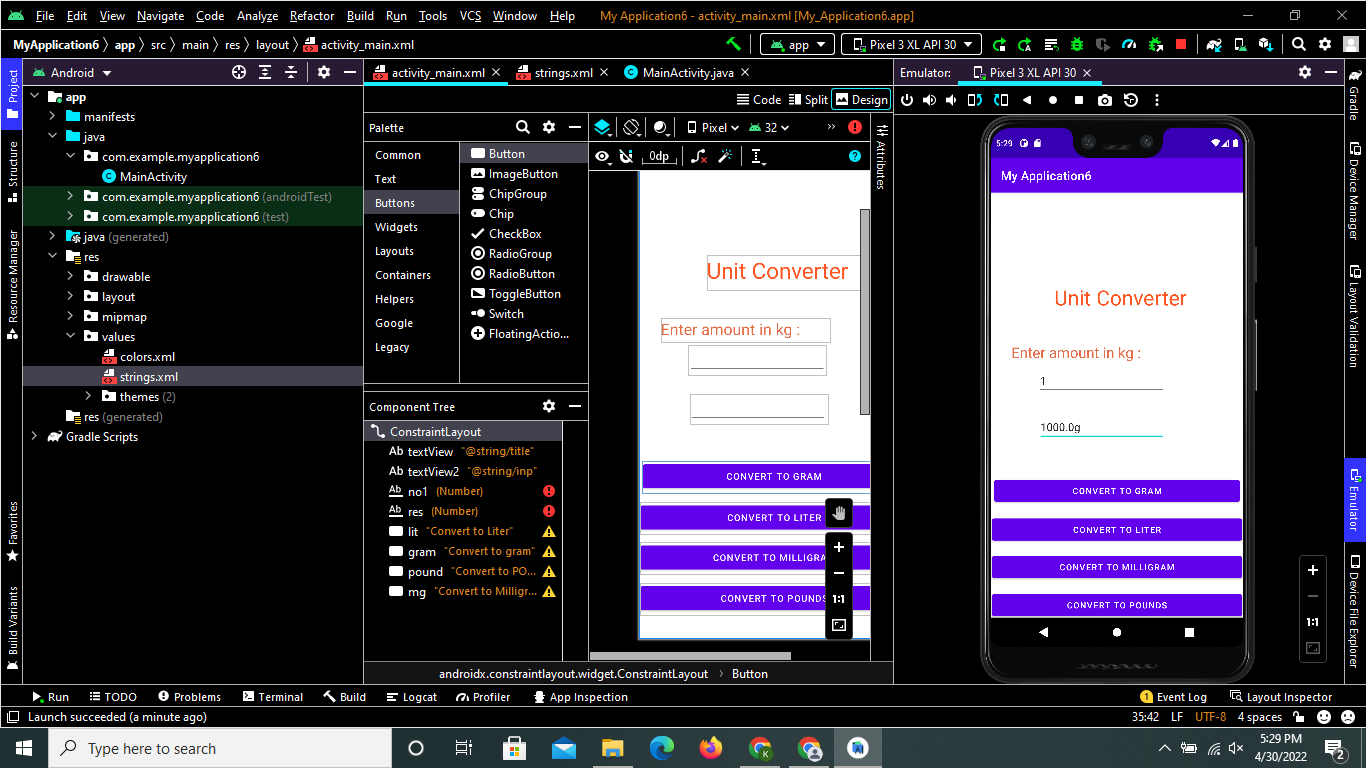 File Edit View Navigate Code Analyze Refactor Build Run Tools VCS Window Help My Application6 - activity_main.xml [My_Application6.app]
MyApplication6 app src main res layout activity_main.xml app Pixel 3 XL API 30
Android activity_main.xml strings.xml MainActivity.java Emulator: Pixel 3 XL API 30
Code Split Design
Project
Structure
Resource Manager
Favorites
Build Variants
app
manifests
java
com.example.myapplication6
MainActivity
com.example.myapplication6 (androidTest)
com.example.myapplication6 (test)
java (generated)
res
drawable
layout
mipmap
values
colors.xml
strings.xml
themes (2)
res (generated)
Gradle Scripts
Palette
Common
Text
Buttons
Widgets
Layouts
Containers
Helpers
Google
Legacy
Button
ImageButton
ChipGroup
Chip
CheckBox
RadioGroup
RadioButton
ToggleButton
Switch
FloatingActio...
Component Tree
ConstraintLayout
Ab textView "@string/title"
Ab textView2 "@string/inp"
Ab no1 (Number)
Ab res (Number)
lit "Convert to Liter"
gram "Convert to gram"
pound "Convert to PO...
mg "Convert to Milligr...
Pixel 32 »
0dp
Attributes
Unit Converter
Enter amount in kg :
CONVERT TO GRAM
CONVERT TO LITER
CONVERT TO MILLIGRA
CONVERT TO POUNDS
1:1
5:29
My Application6
Unit Converter
Enter amount in kg :
1
1000.0g
CONVERT TO GRAM
CONVERT TO LITER
CONVERT TO MILLIGRAM
CONVERT TO POUNDS
1:1
Gradle
Device Manager
Layout Validation
Emulator
Device File Explorer
androidx.constraintlayout.widget.ConstraintLayout Button
Run TODO Problems Terminal Build Logcat Profiler App Inspection 1 Event Log Layout Inspector
Launch succeeded (a minute ago) 35:42 LF UTF-8 4 spaces
Type here to search K 5:29 PM
4/30/2022 2